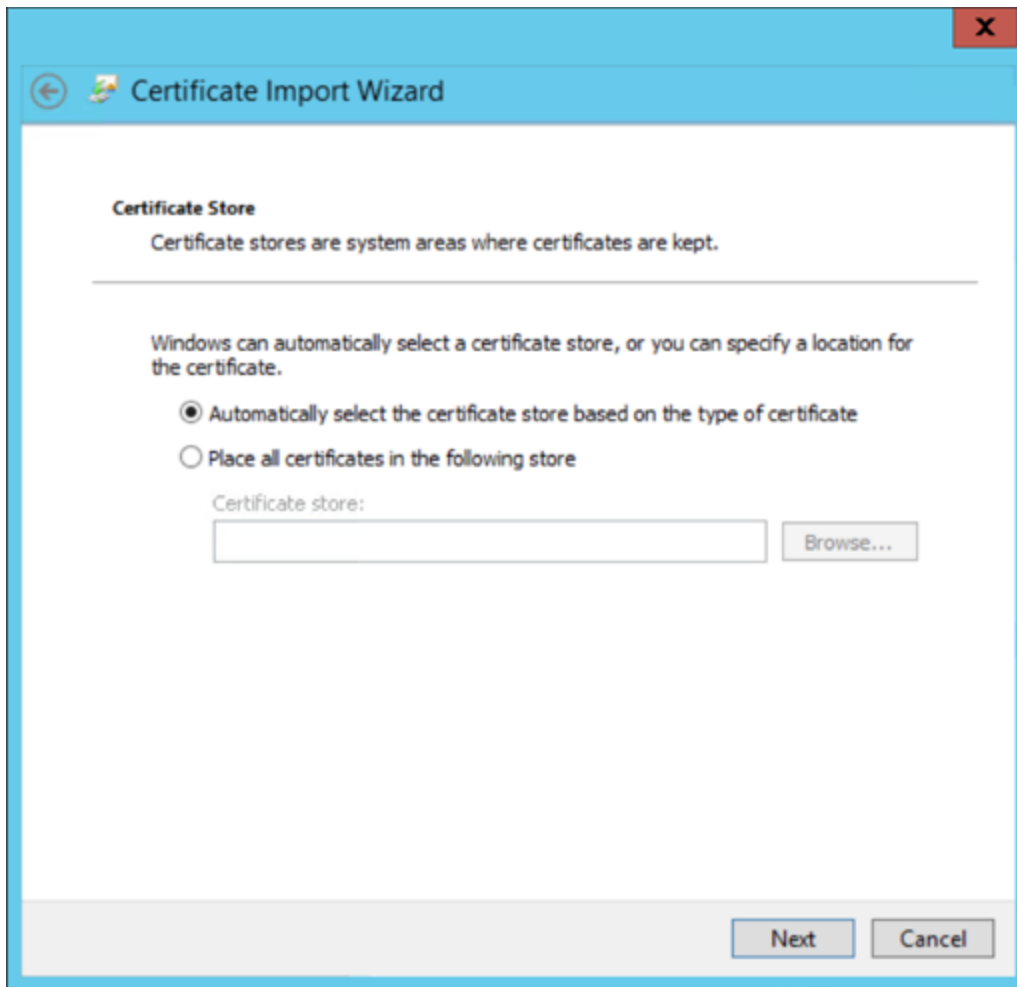 X
Certificate Import Wizard
Certificate Store
Certificate stores are system areas where certificates are kept.
Windows can automatically select a certificate store, or you can specify a location for
the certificate.
Automatically select the certificate store based on the type of certificate
Place all certificates in the following store
Certificate store:
Browse...
Next Cancel